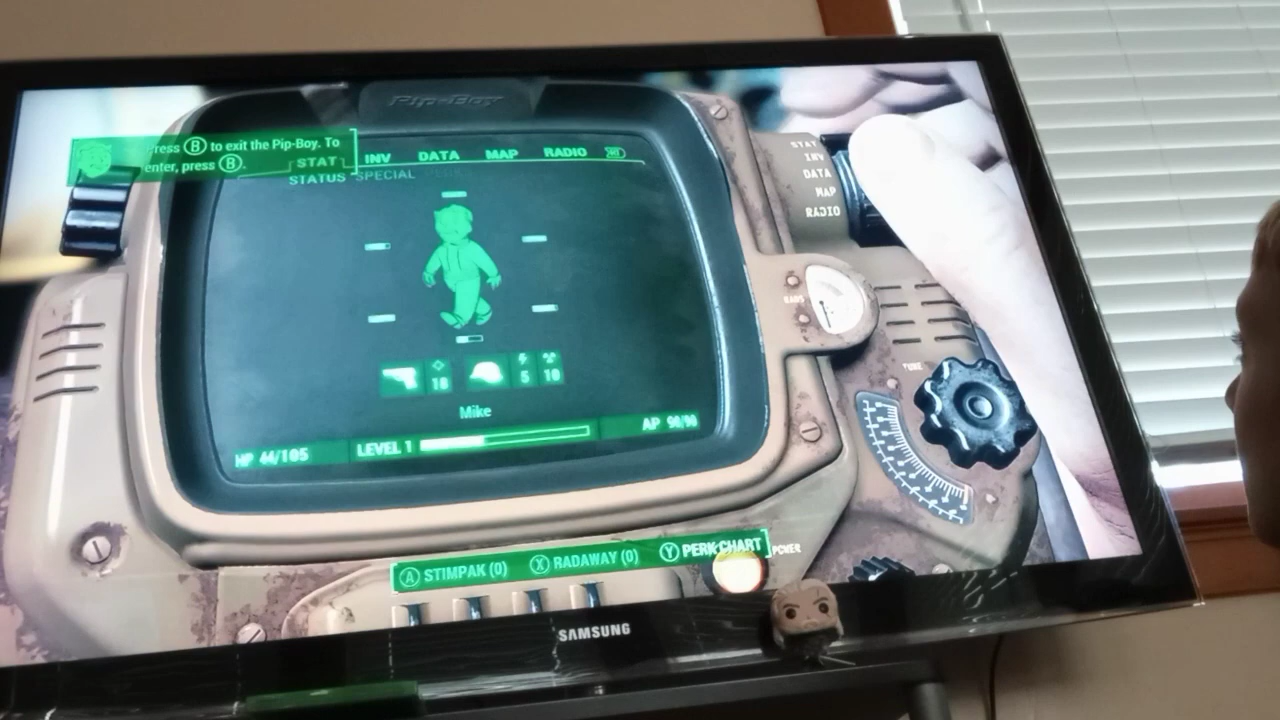 Pip-Boy
Press B to exit the Pip-Boy. To
enter, press B.
STAT INV DATA MAP RADIO
STATUS SPECIAL
STAT
INV
DATA
MAP
RADIO
RADS
TUNE
18 5 10
Mike
HP 44/105 LEVEL 1 AP 90/90
A STIMPAK (0) X RADAWAY (0) Y PERK CHART
POWER
SAMSUNG